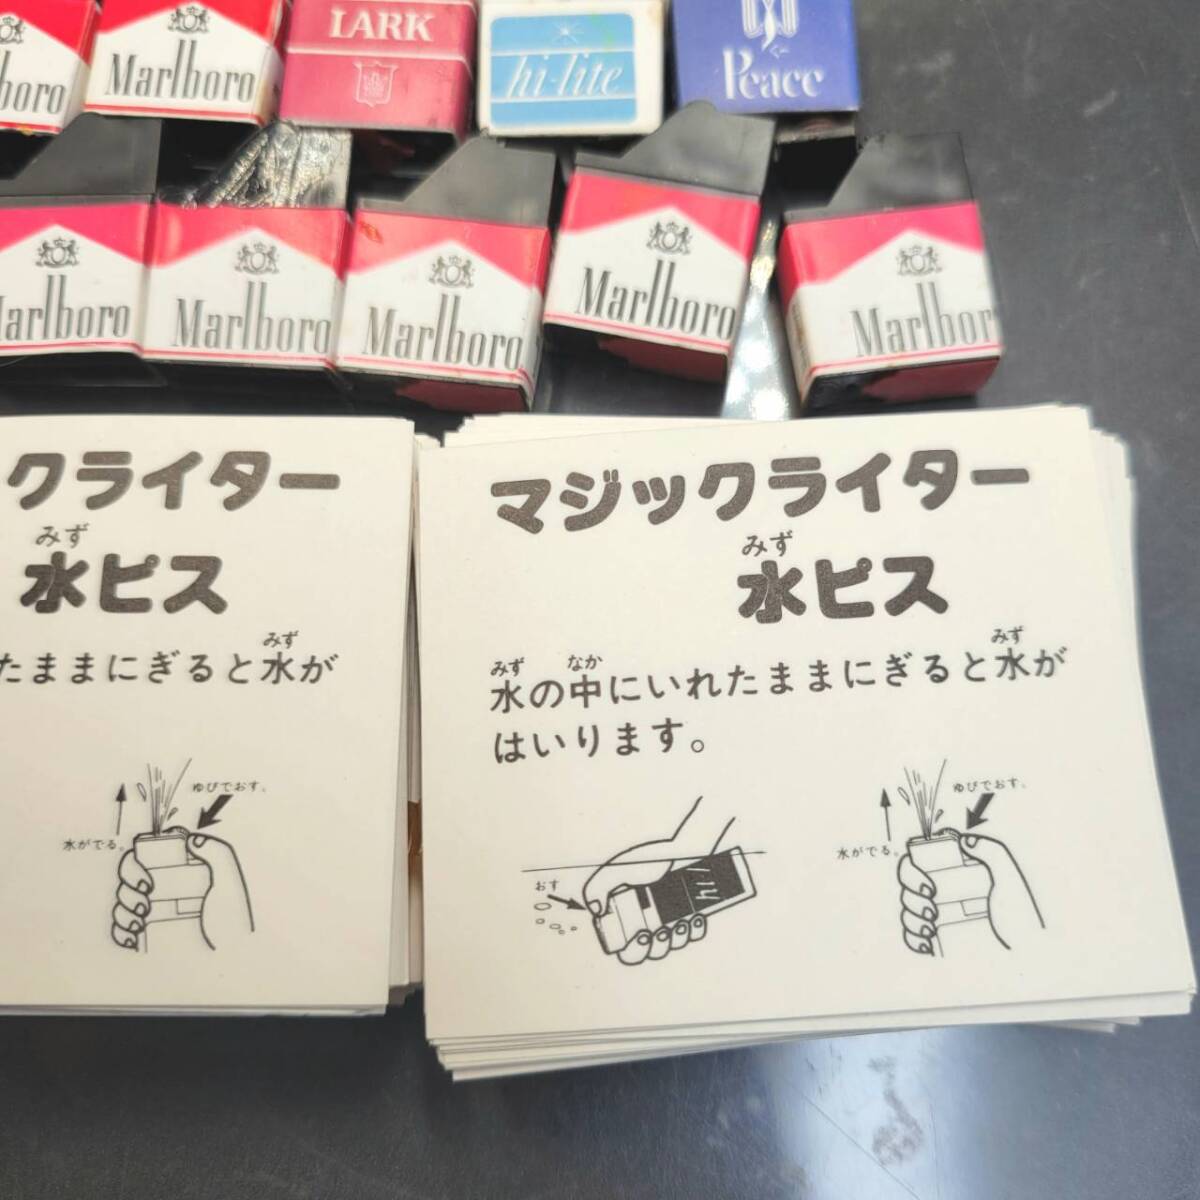 Marlboro
Marlboro
LARK
hi-lite
Peace
Marlboro
Marlboro
Marlboro
Marlboro
Marlbor
クライター
みず
水ピス
みず
たままにぎると水が
ゆびでおす。
水がでる。
マジックライター
みず
水ピス
みず なか みず
水の中にいれたままにぎると水が
はいります。
おす
ゆびでおす。
水がでる。